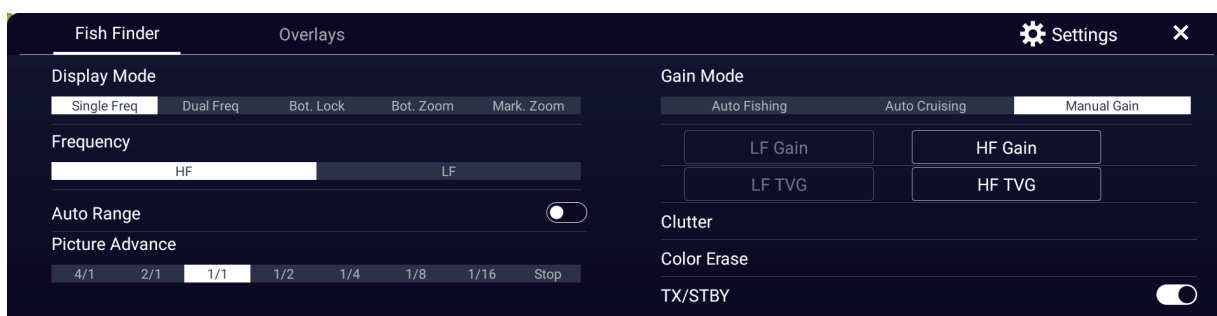 Fish Finder Overlays Settings
Display Mode
Single Freq Dual Freq Bot. Lock Bot. Zoom Mark. Zoom
Frequency
HF LF
Auto Range
Picture Advance
4/1 2/1 1/1 1/2 1/4 1/8 1/16 Stop
Gain Mode
Auto Fishing Auto Cruising Manual Gain
LF Gain HF Gain
LF TVG HF TVG
Clutter
Color Erase
TX/STBY